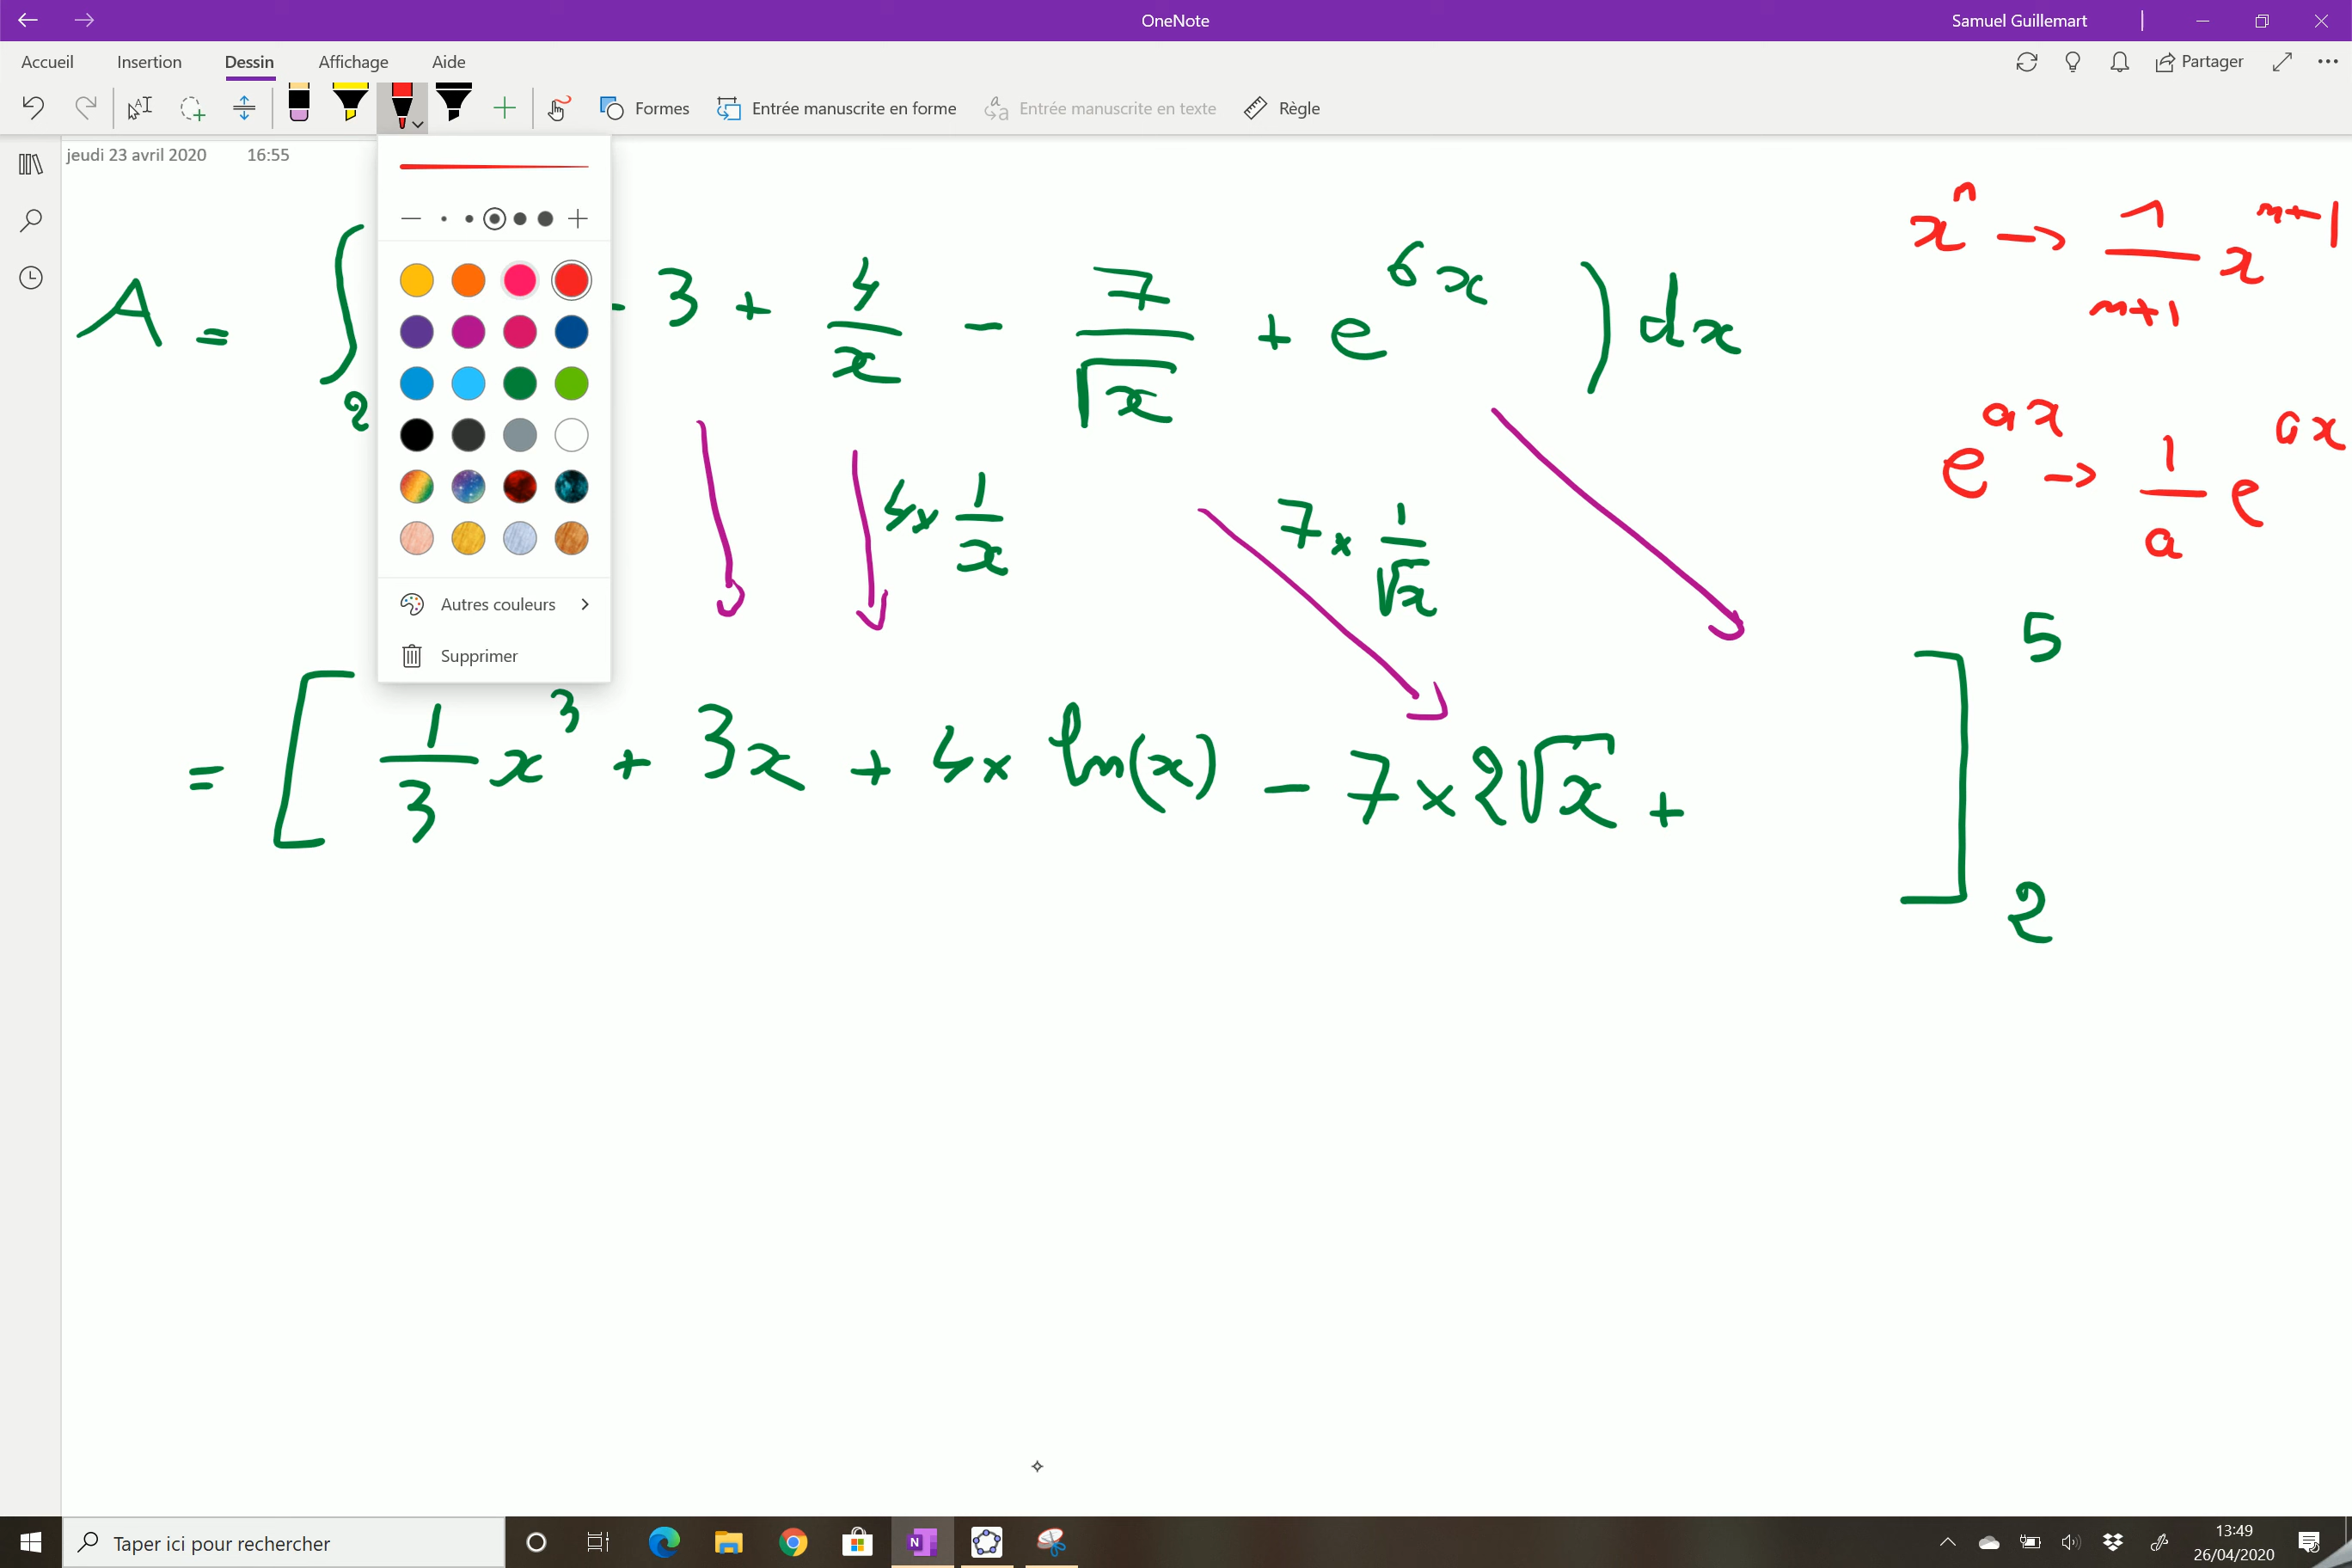 OneNote
Samuel Guillemart
Accueil Insertion Dessin Affichage Aide
Partager
Formes Entrée manuscrite en forme Entrée manuscrite en texte Règle
jeudi 23 avril 2020 16:55
x^n → 1/(n+1) x^(n+1)
A = ∫ 2 - 3 + 4/x - 7/√x + e^(6x) ) dx
e^(ax) → 1/a e^(ax)
4 × 1/x
7 × 1/√x
Autres couleurs
Supprimer
= [ 1/3 x^3 + 3x + 4 × ln(x) - 7 × 2√x + ] 5 2
Taper ici pour rechercher
13:49
26/04/2020